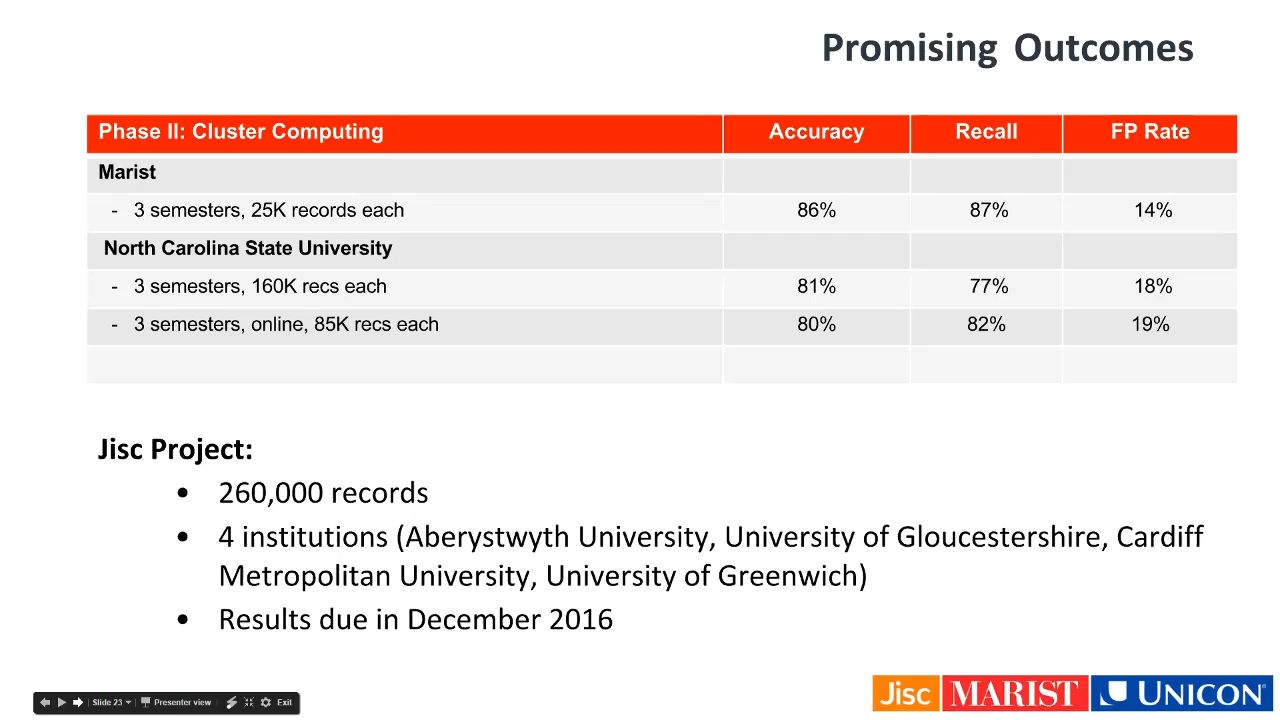 Promising Outcomes
Phase II: Cluster Computing Accuracy Recall FP Rate
Marist
- 3 semesters, 25K records each 86% 87% 14%
North Carolina State University
- 3 semesters, 160K recs each 81% 77% 18%
- 3 semesters, online, 85K recs each 80% 82% 19%
Jisc Project:
• 260,000 records
• 4 institutions (Aberystwyth University, University of Gloucestershire, Cardiff
Metropolitan University, University of Greenwich)
• Results due in December 2016
Slide 23 Presenter view Exit
Jisc MARIST UNICON®